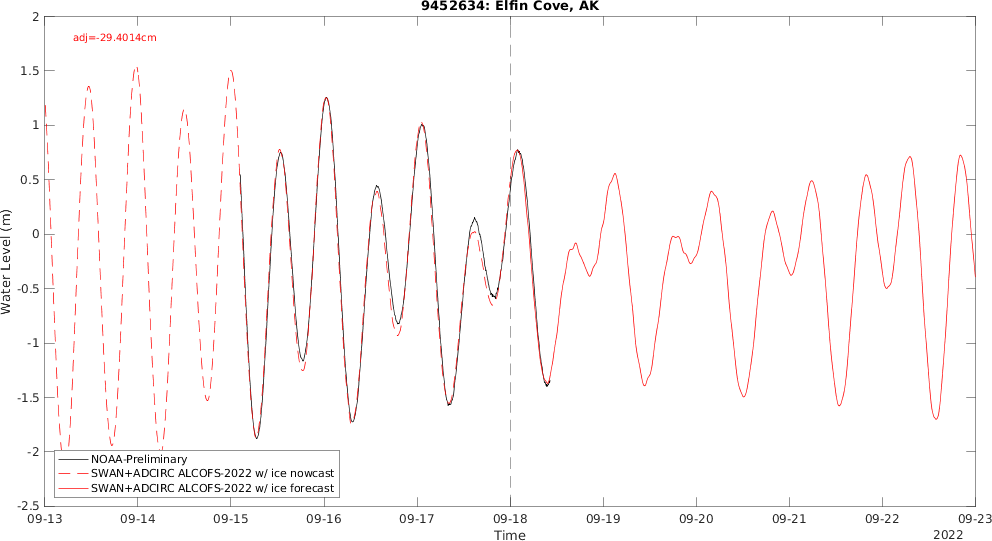 9452634: Elfin Cove, AK
adj=-29.4014cm
Water Level (m)
2
1.5
1
0.5
0
-0.5
-1
-1.5
-2
-2.5
NOAA-Preliminary
SWAN+ADCIRC ALCOFS-2022 w/ ice nowcast
SWAN+ADCIRC ALCOFS-2022 w/ ice forecast
09-13 09-14 09-15 09-16 09-17 09-18 09-19 09-20 09-21 09-22 09-23
Time
2022